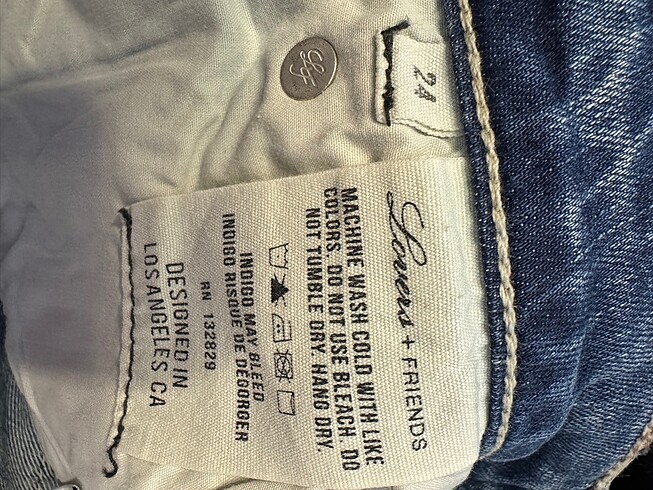 24
Lovers + FRIENDS
MACHINE WASH COLD WITH LIKE
COLORS. DO NOT USE BLEACH. DO
NOT TUMBLE DRY. HANG DRY.
INDIGO MAY BLEED
INDIGO RISQUE DE DEGORGER
RN 132829
DESIGNED IN
LOS ANGELES CA